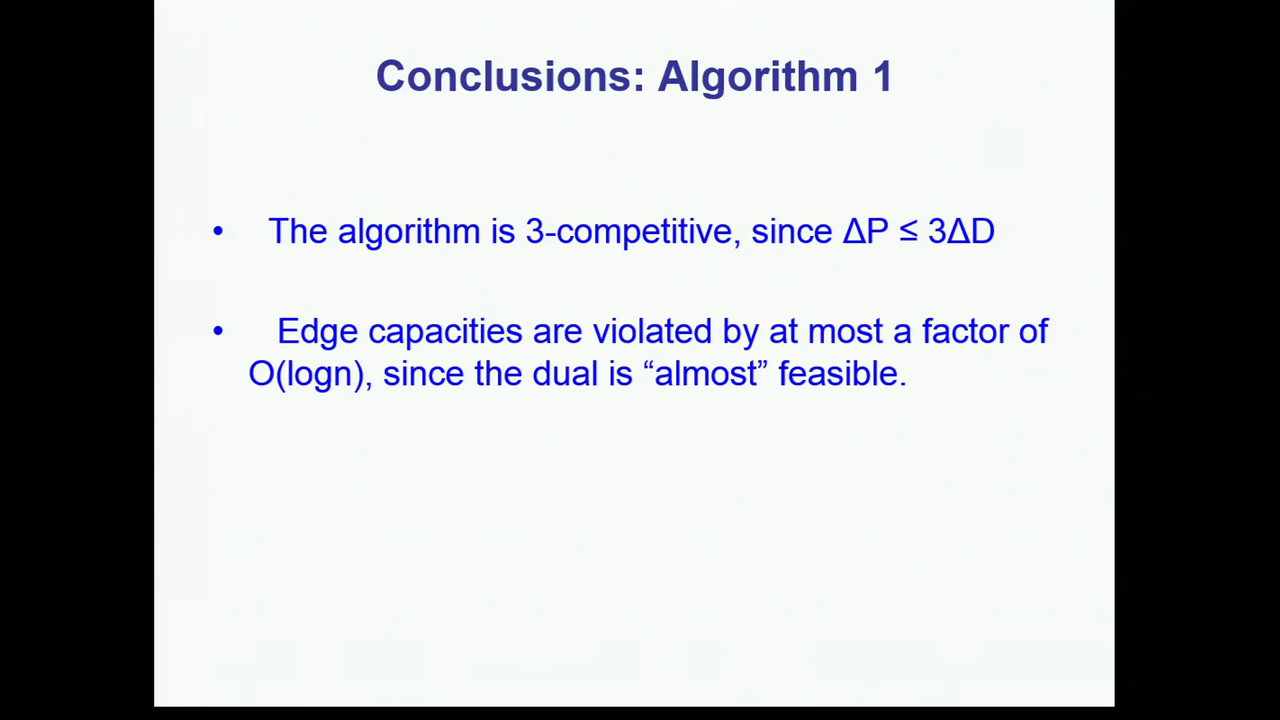 Conclusions: Algorithm 1
• The algorithm is 3-competitive, since ΔP ≤ 3ΔD
• Edge capacities are violated by at most a factor of
O(logn), since the dual is “almost” feasible.